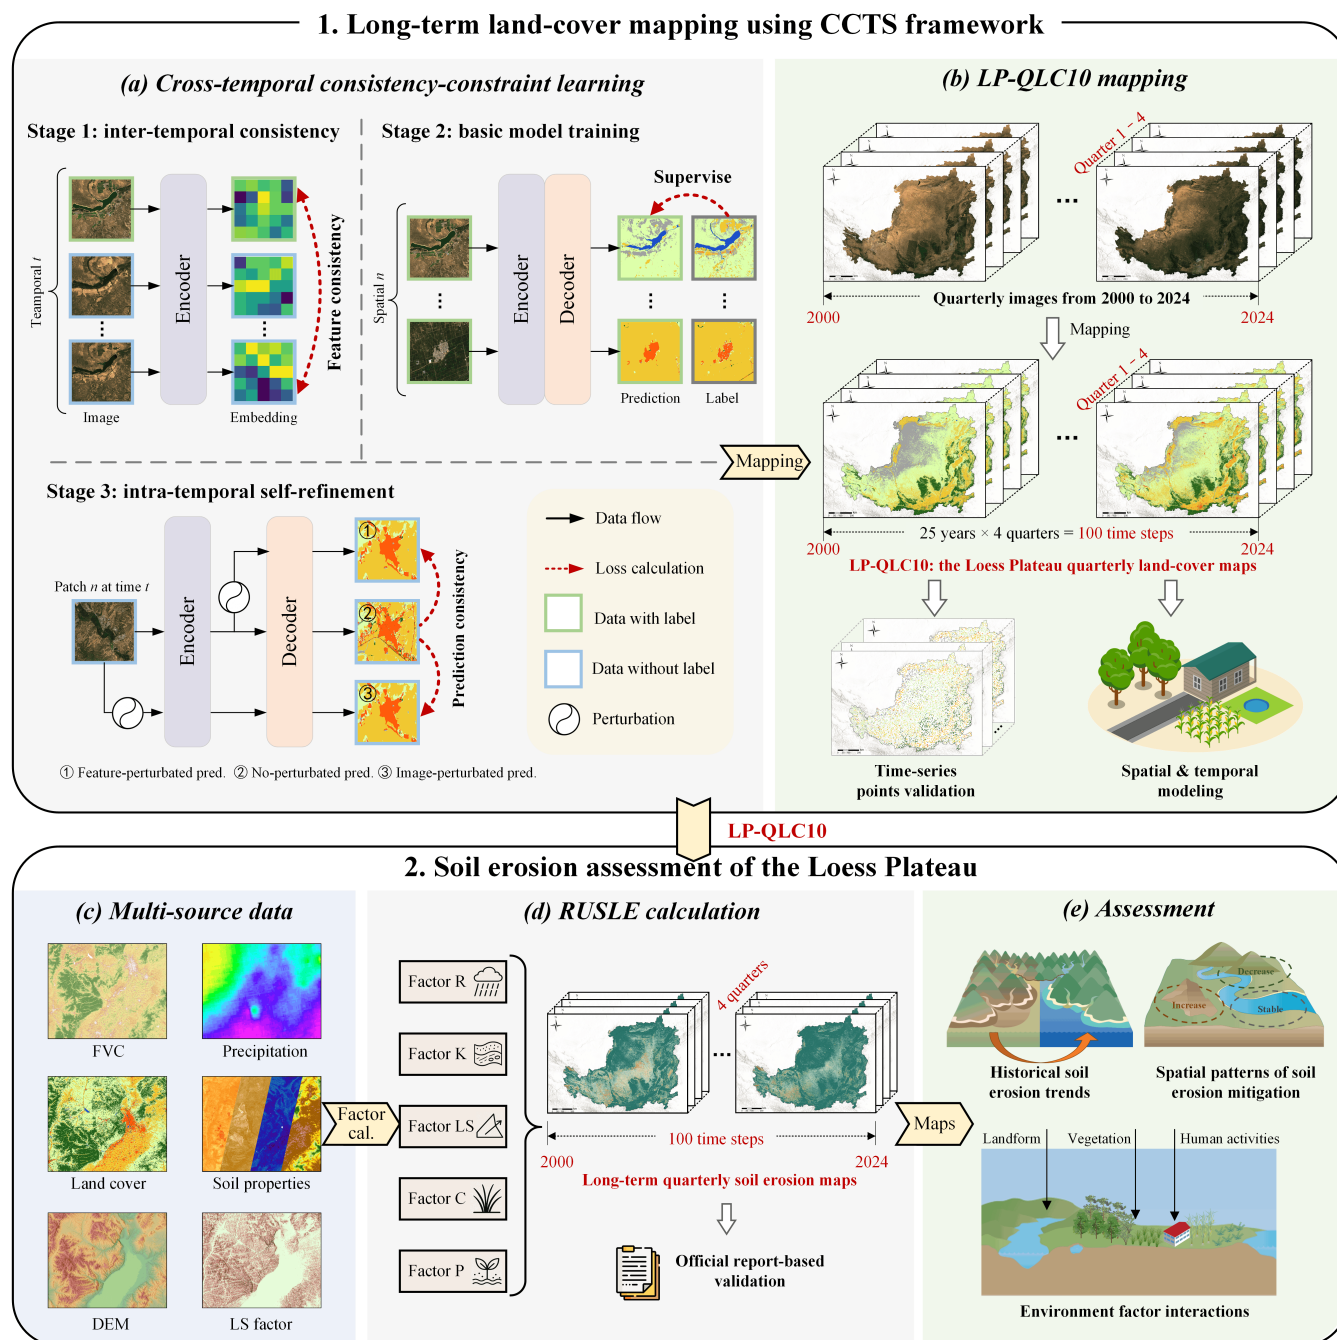 1. Long-term land-cover mapping using CCTS framework
(a) Cross-temporal consistency-constraint learning
Stage 1: inter-temporal consistency
Teamporal t
Encoder
Feature consistency
Image
Embedding
Stage 2: basic model training
Supervise
Spatial n
Encoder
Decoder
Prediction
Label
Stage 3: intra-temporal self-refinement
Patch n at time t
Encoder
Decoder
①
②
③
Prediction consistency
Data flow
Loss calculation
Data with label
Data without label
Perturbation
① Feature-perturbated pred. ② No-perturbated pred. ③ Image-perturbated pred.
Mapping
(b) LP-QLC10 mapping
Quarter 1 - 4
Quarterly images from 2000 to 2024
2000
2024
Mapping
Quarter 1 - 4
25 years × 4 quarters = 100 time steps
2000
2024
LP-QLC10: the Loess Plateau quarterly land-cover maps
Time-series
points validation
Spatial & temporal
modeling
LP-QLC10
2. Soil erosion assessment of the Loess Plateau
(c) Multi-source data
FVC
Precipitation
Land cover
Soil properties
DEM
LS factor
Factor
cal.
(d) RUSLE calculation
Factor R
Factor K
Factor LS
Factor C
Factor P
4 quarters
100 time steps
2000
2024
Long-term quarterly soil erosion maps
Official report-based
validation
Maps
(e) Assessment
Historical soil
erosion trends
Decrease
Increase
Stable
Spatial patterns of soil
erosion mitigation
Landform
Vegetation
Human activities
Environment factor interactions